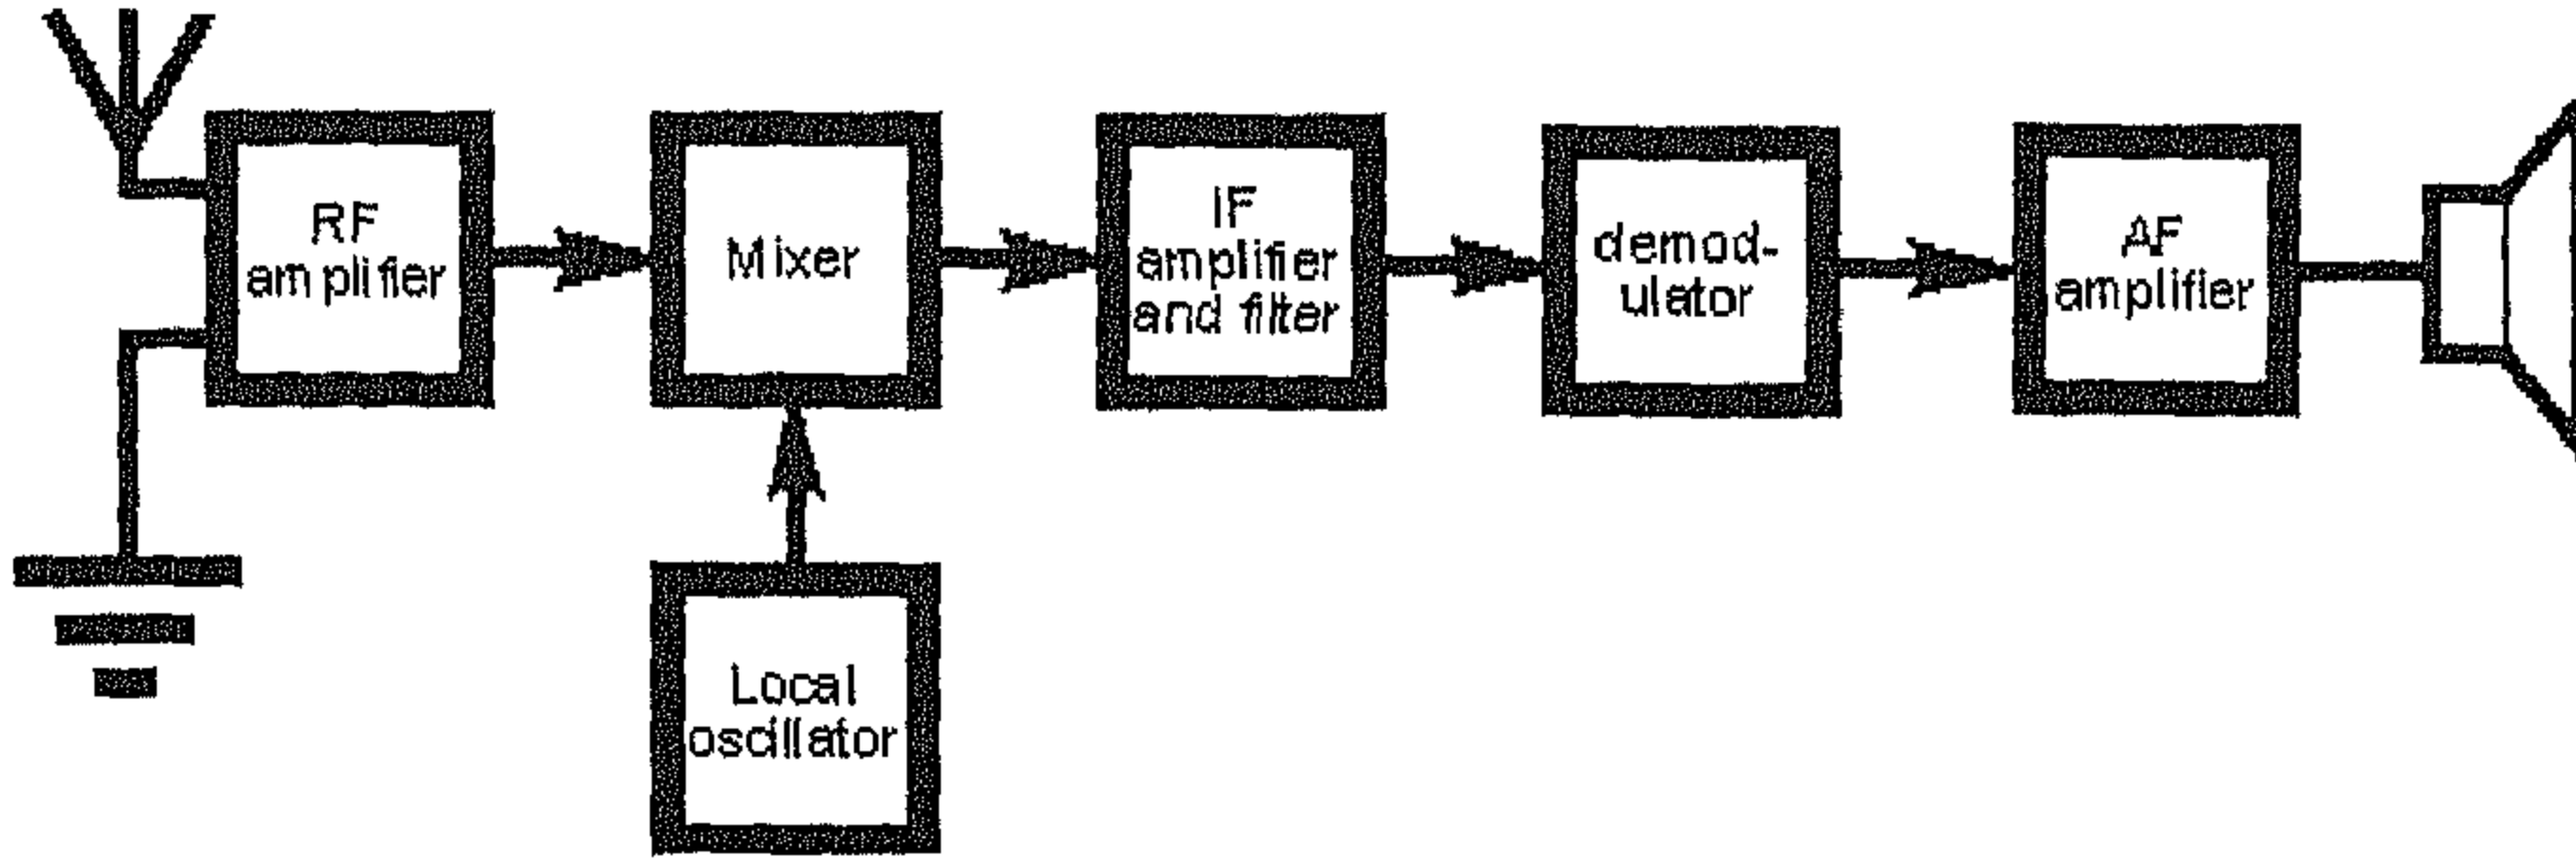 RF
amplifier
Mixer
IF
amplifier
and filter
demod-
ulator
AF
amplifier
Local
oscillator